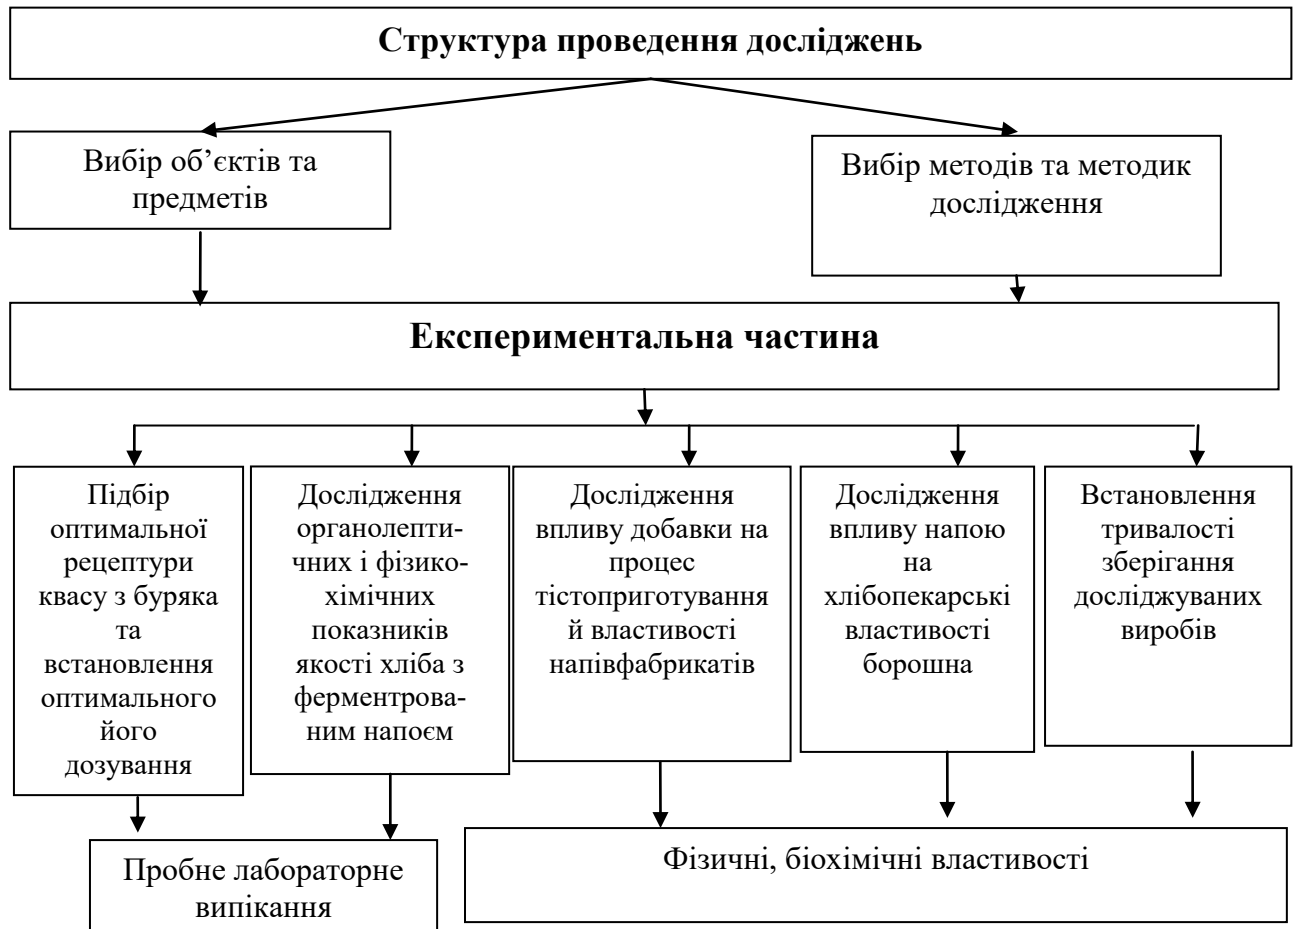 Структура проведення досліджень
Вибір об’єктів та
предметів
Вибір методів та методик
дослідження
Експериментальна частина
Підбір
оптимальної
рецептури
квасу з буряка
та
встановлення
оптимального
його
дозування
Дослідження
органолепти-
чних і фізико-
хімічних
показників
якості хліба з
ферментрова-
ним напоєм
Дослідження
впливу добавки на
процес
тістоприготування
й властивості
напівфабрикатів
Дослідження
впливу напою
на
хлібопекарські
властивості
борошна
Встановлення
тривалості
зберігання
досліджуваних
виробів
Пробне лабораторне
випікання
Фізичні, біохімічні властивості